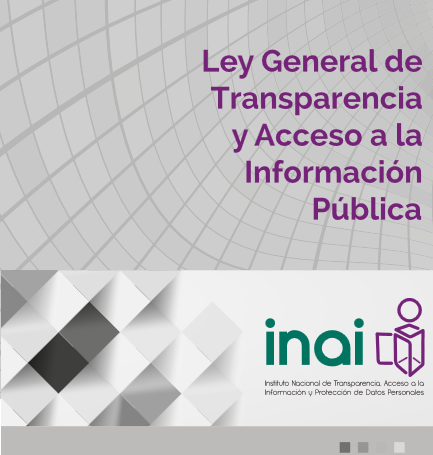 Ley General de
Transparencia
y Acceso a la
Información
Pública
inai
Instituto Nacional de Transparencia, Acceso a la
Información y Protección de Datos Personales